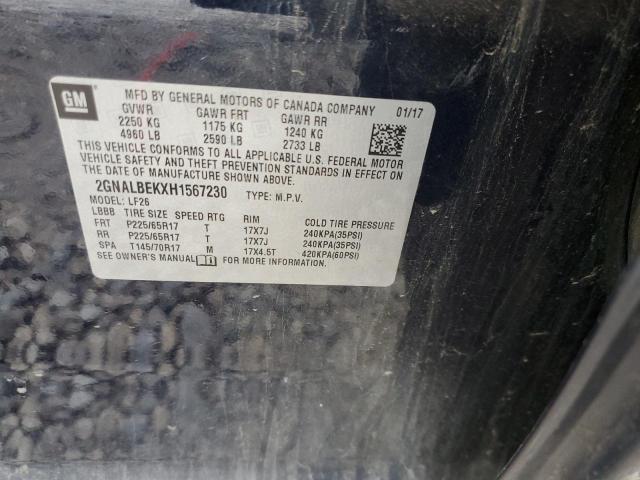 GM
MFD BY GENERAL MOTORS OF CANADA COMPANY 01/17
GVWR GAWR FRT GAWR RR
2250 KG 1175 KG 1240 KG
4960 LB 2590 LB 2733 LB
THIS VEHICLE CONFORMS TO ALL APPLICABLE U.S. FEDERAL MOTOR
VEHICLE SAFETY AND THEFT PREVENTION STANDARDS IN EFFECT ON
THE DATE OF MANUFACTURE SHOWN ABOVE.
2GNALBEKXH1567230 TYPE: M.P.V.
MODEL: LF26
LBBB TIRE SIZE SPEED RTG RIM COLD TIRE PRESSURE
FRT P225/65R17 T 17X7J 240KPA(35PSI)
RR P225/65R17 T 17X7J 240KPA(35PSI)
SPA T145/70R17 M 17X4.5T 420KPA(60PSI)
SEE OWNER'S MANUAL FOR MORE INFORMATION.